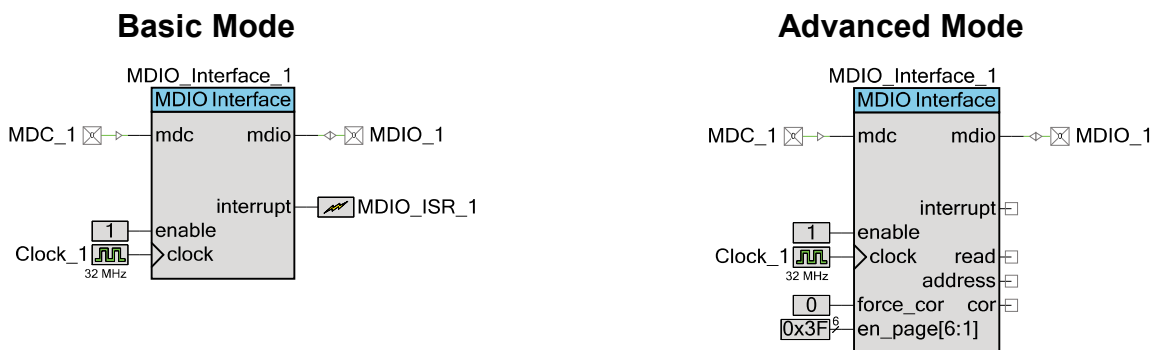 Basic Mode
MDIO_Interface_1
MDIO Interface
MDC_1 mdc mdio MDIO_1
interrupt MDIO_ISR_1
1 enable
Clock_1 clock
32 MHz
Advanced Mode
MDIO_Interface_1
MDIO Interface
MDC_1 mdc mdio MDIO_1
interrupt
1 enable
Clock_1 clock read
32 MHz
address
0 force_cor cor
0x3F 6 en_page[6:1]